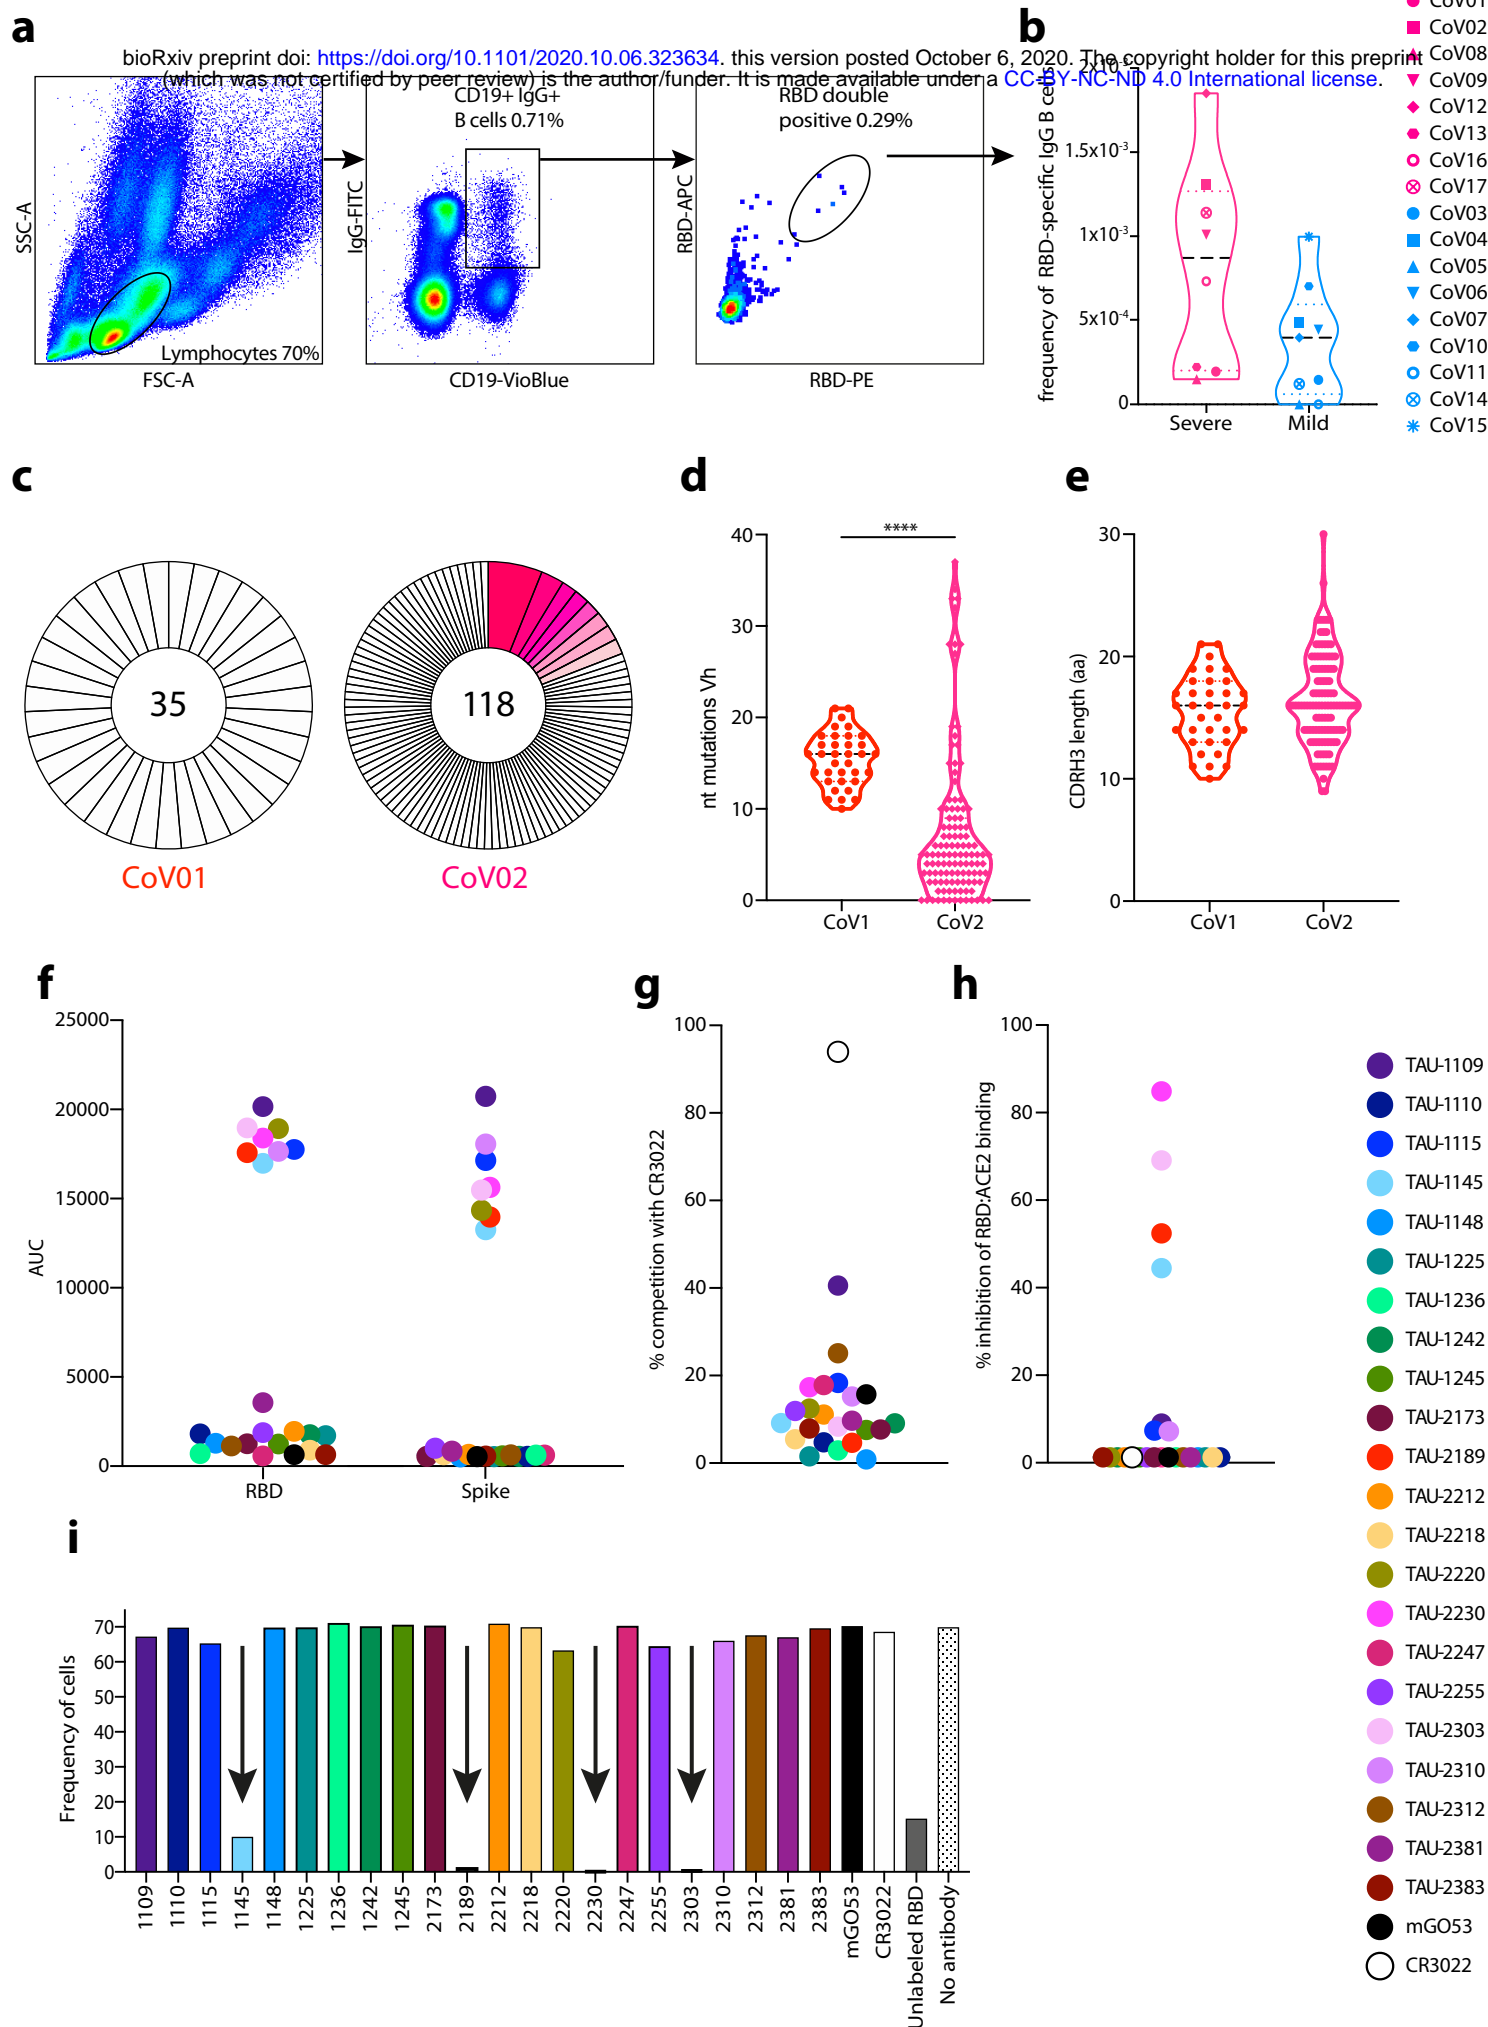 a
b
bioRxiv preprint doi: https://doi.org/10.1101/2020.10.06.323634. this version posted October 6, 2020. The copyright holder for this preprint
(which was not certified by peer review) is the author/funder. It is made available under a CC-BY-NC-ND 4.0 International license.
SSC-A
Lymphocytes 70%
FSC-A
IgG-FITC
CD19+ IgG+
B cells 0.71%
CD19-VioBlue
RBD-APC
RBD double
positive 0.29%
RBD-PE
frequency of RBD-specific IgG B cells
1.5x10-3
1x10-3
5x10-4
0
Severe
Mild
CoV01
CoV02
CoV08
CoV09
CoV12
CoV13
CoV16
CoV17
CoV03
CoV04
CoV05
CoV06
CoV07
CoV10
CoV11
CoV14
CoV15
c
35
CoV01
118
CoV02
d
nt mutations Vh
40
30
20
10
0
****
CoV1
CoV2
e
CDRH3 length (aa)
30
20
10
0
CoV1
CoV2
f
AUC
25000
20000
15000
10000
5000
0
RBD
Spike
g
% competition with CR3022
100
80
60
40
20
0
h
% inhibition of RBD:ACE2 binding
100
80
60
40
20
0
TAU-1109
TAU-1110
TAU-1115
TAU-1145
TAU-1148
TAU-1225
TAU-1236
TAU-1242
TAU-1245
TAU-2173
TAU-2189
TAU-2212
TAU-2218
TAU-2220
TAU-2230
TAU-2247
TAU-2255
TAU-2303
TAU-2310
TAU-2312
TAU-2381
TAU-2383
mGO53
CR3022
i
Frequency of cells
70
60
50
40
30
20
10
0
1109
1110
1115
1145
1148
1225
1236
1242
1245
2173
2189
2212
2218
2220
2230
2247
2255
2303
2310
2312
2381
2383
mGO53
CR3022
Unlabeled RBD
No antibody